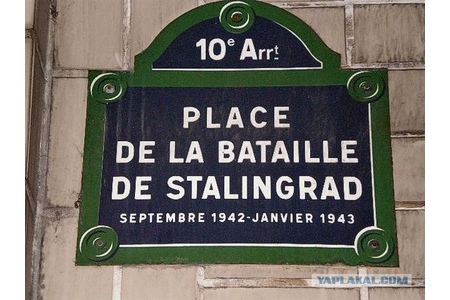 10e Arrt
PLACE
DE LA BATAILLE
DE STALINGRAD
SEPTEMBRE 1942-JANVIER 1943
YAPLAKAL.COM